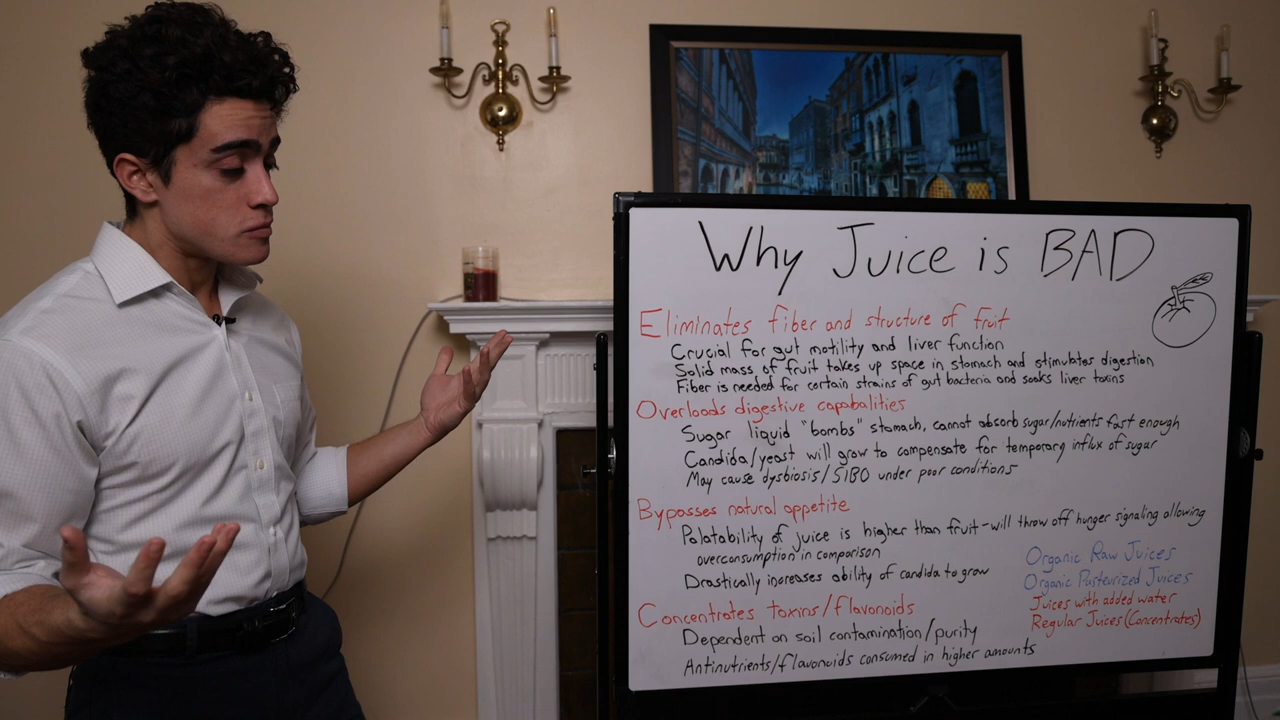 Why Juice is BAD
Eliminates fiber and structure of fruit
Crucial for gut motility and liver function
Solid mass of fruit takes up space in stomach and stimulates digestion
Fiber is needed for certain strains of gut bacteria and soaks liver toxins
Overloads digestive capabalities
Sugar liquid "bombs" stomach, cannot absorb sugar/nutrients fast enough
Candida/yeast will grow to compensate for temporary influx of sugar
May cause dysbiosis/SIBO under poor conditions
Bypasses natural appetite
Palatability of juice is higher than fruit - will throw off hunger signaling allowing
overconsumption in comparison
Drastically increases ability of candida to grow
Concentrates toxins/flavonoids
Dependent on soil contamination/purity
Antinutrients/flavonoids consumed in higher amounts
Organic Raw Juices
Organic Pasteurized Juices
Juices with added water
Regular Juices (Concentrates)